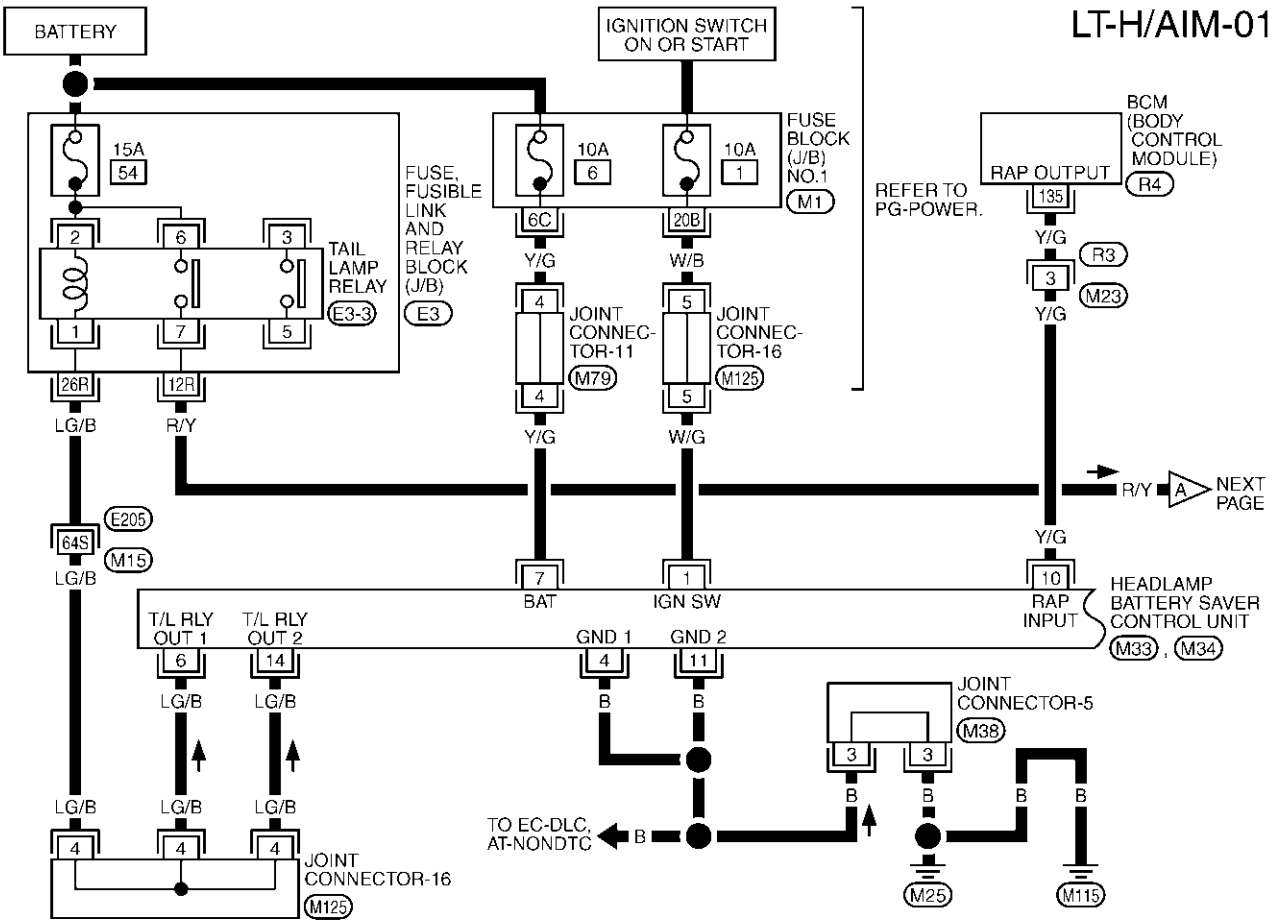 LT-H/AIM-01
BATTERY
IGNITION SWITCH
ON OR START
15A
54
10A
6
10A
1
FUSE
BLOCK
(J/B)
NO.1
M1
REFER TO
PG-POWER.
BCM
(BODY
CONTROL
MODULE)
R4
RAP OUTPUT
135
Y/G
R3
3
M23
Y/G
2
6
3
TAIL
LAMP
RELAY
E3-3
FUSE,
FUSIBLE
LINK
AND
RELAY
BLOCK
(J/B)
E3
1
7
5
6C
20B
Y/G
W/B
4
5
JOINT
CONNEC-
TOR-11
M79
JOINT
CONNEC-
TOR-16
M125
4
5
Y/G
W/G
26R
12R
LG/B
R/Y
R/Y
A
NEXT
PAGE
E205
64S
M15
LG/B
Y/G
7
1
10
BAT
IGN SW
RAP
INPUT
HEADLAMP
BATTERY SAVER
CONTROL UNIT
M33 , M34
T/L RLY
OUT 1
T/L RLY
OUT 2
GND 1
GND 2
6
14
4
11
LG/B
LG/B
B
B
JOINT
CONNECTOR-5
M38
3
3
B
B
B
B
LG/B
LG/B
LG/B
TO EC-DLC,
AT-NONDTC
B
4
4
4
JOINT
CONNECTOR-16
M125
M25
M115